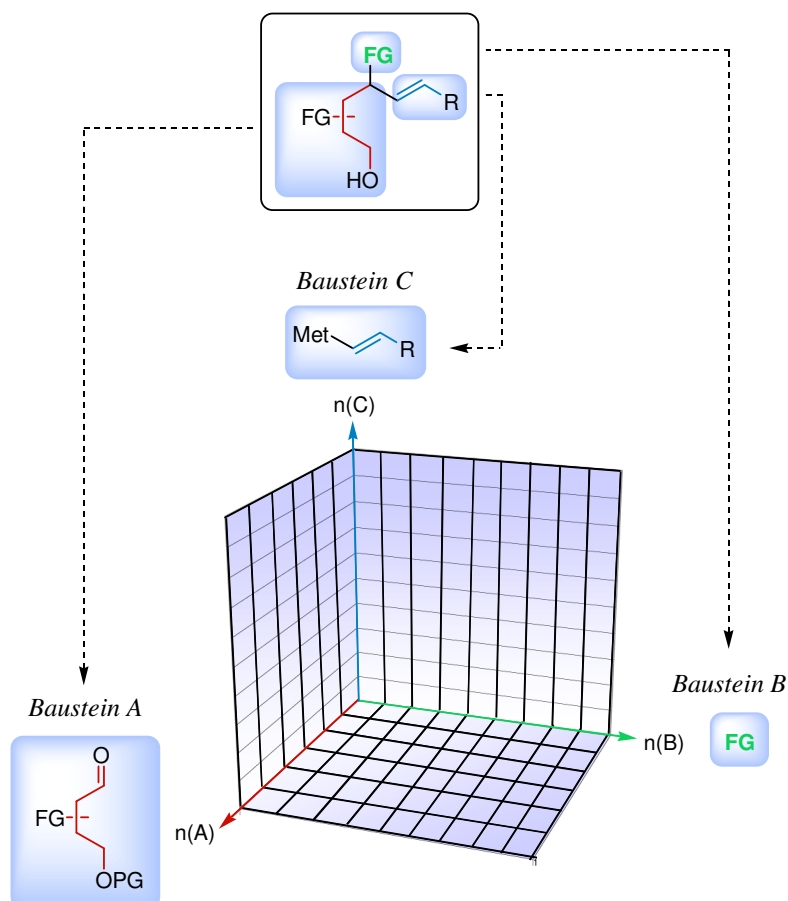 FG
FG
R
HO
Baustein C
Met
R
n(C)
Baustein B
FG
n(B)
Baustein A
O
FG
OPG
n(A)